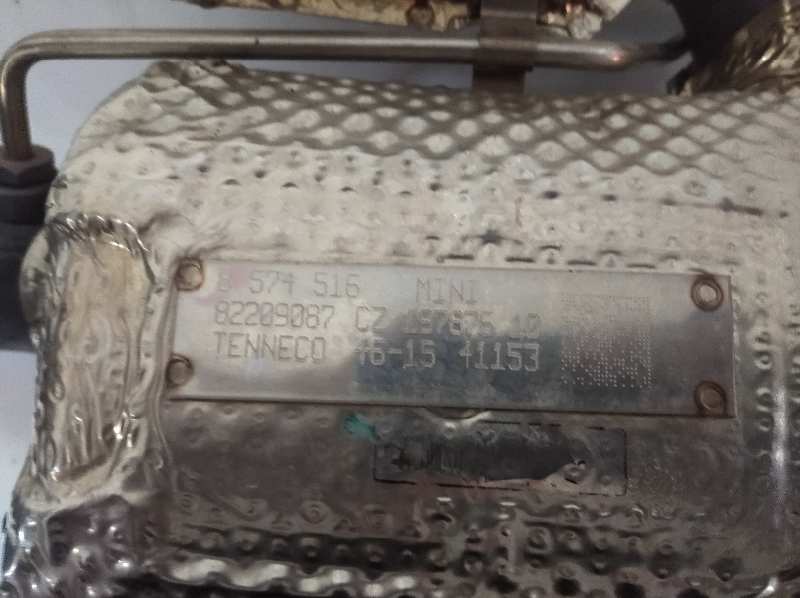 8 574 516 MINI
82209087 CZ 197875 10
TENNECO 46-15 41153